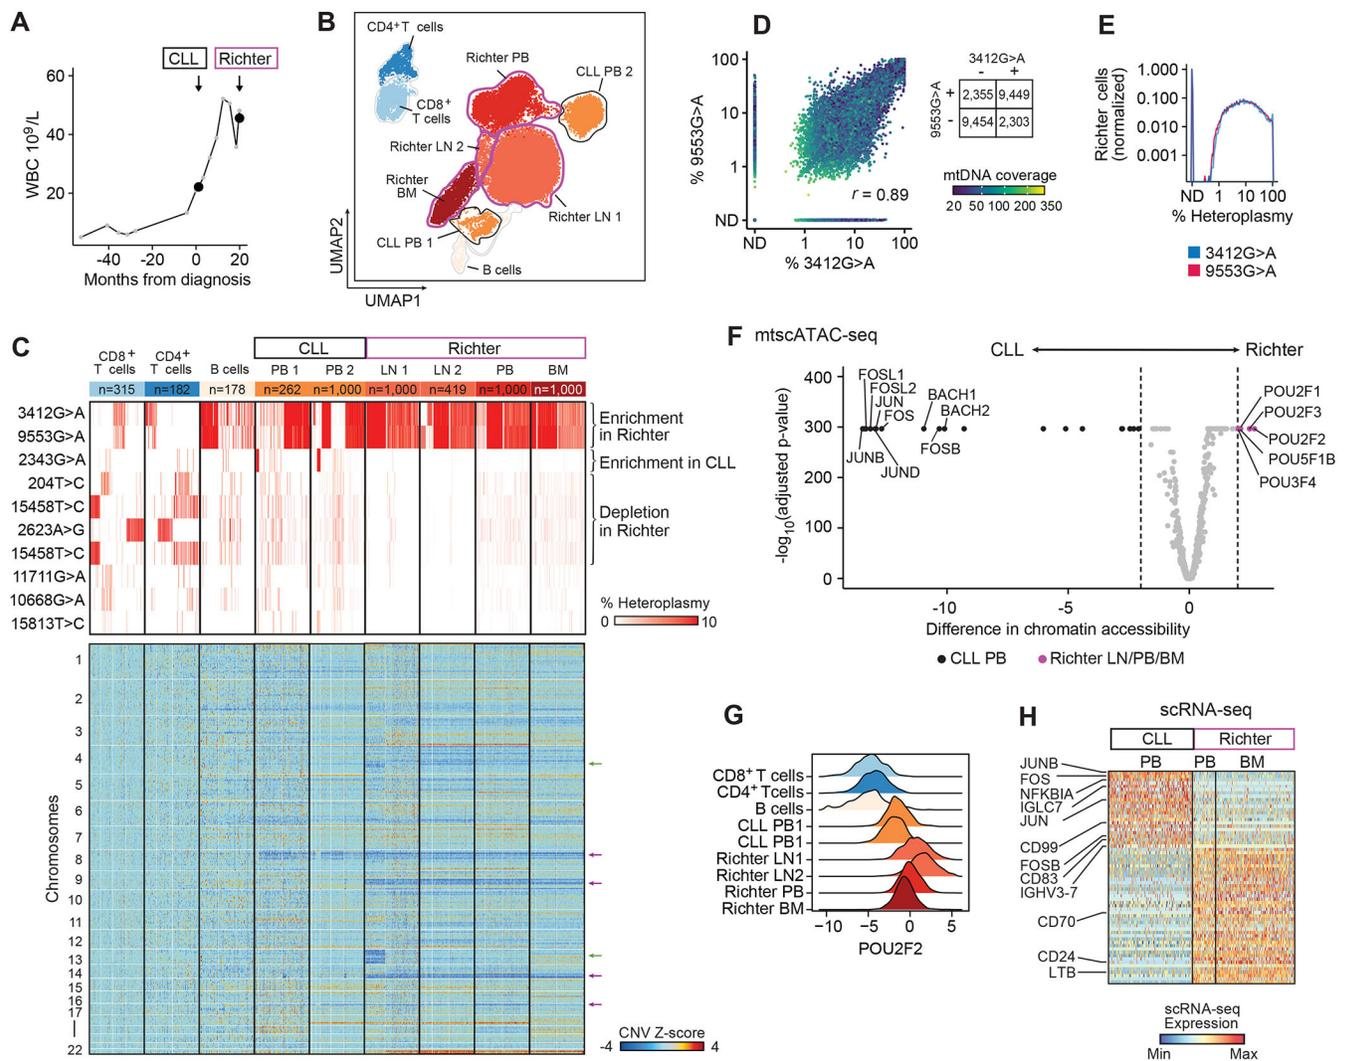 A
CLL
Richter
60
40
20
WBC 10⁹/L
-40
-20
0
20
Months from diagnosis
B
CD4⁺T cells
CD8⁺
T cells
Richter PB
CLL PB 2
Richter LN 2
Richter
BM
Richter LN 1
CLL PB 1
B cells
UMAP2
UMAP1
D
100
10
1
ND
% 9553G>A
r = 0.89
ND
1
10
100
% 3412G>A
3412G>A
- +
9553G>A
+ 2,355 9,449
- 9,454 2,303
mtDNA coverage
20 50 100 200 350
E
1.000
0.100
0.010
0.001
Richter cells
(normalized)
ND 1 10 100
% Heteroplasmy
3412G>A
9553G>A
C
CLL
Richter
CD8⁺
T cells
CD4⁺
T cells
B cells
PB 1
PB 2
LN 1
LN 2
PB
BM
n=315
n=182
n=178
n=262
n=1,000
n=1,000
n=419
n=1,000
n=1,000
3412G>A
9553G>A
2343G>A
204T>C
15458T>C
2623A>G
15458T>C
11711G>A
10668G>A
15813T>C
Enrichment
in Richter
Enrichment in CLL
Depletion
in Richter
% Heteroplasmy
0 10
Chromosomes
1
2
3
4
5
6
7
8
9
10
11
12
13
14
15
16
17
22
CNV Z-score
-4 4
F
mtscATAC-seq
CLL
Richter
400
300
200
100
0
-log₁₀(adjusted p-value)
FOSL1
FOSL2
JUN
FOS
JUNB
JUND
BACH1
BACH2
FOSB
POU2F1
POU2F3
POU2F2
POU5F1B
POU3F4
-10
-5
0
Difference in chromatin accessibility
CLL PB
Richter LN/PB/BM
G
CD8⁺ T cells
CD4⁺ Tcells
B cells
CLL PB1
CLL PB1
Richter LN1
Richter LN2
Richter PB
Richter BM
−10 −5 0 5
POU2F2
H
scRNA-seq
CLL
Richter
PB
PB
BM
JUNB
FOS
NFKBIA
IGLC7
JUN
CD99
FOSB
CD83
IGHV3-7
CD70
CD24
LTB
scRNA-seq
Expression
Min Max